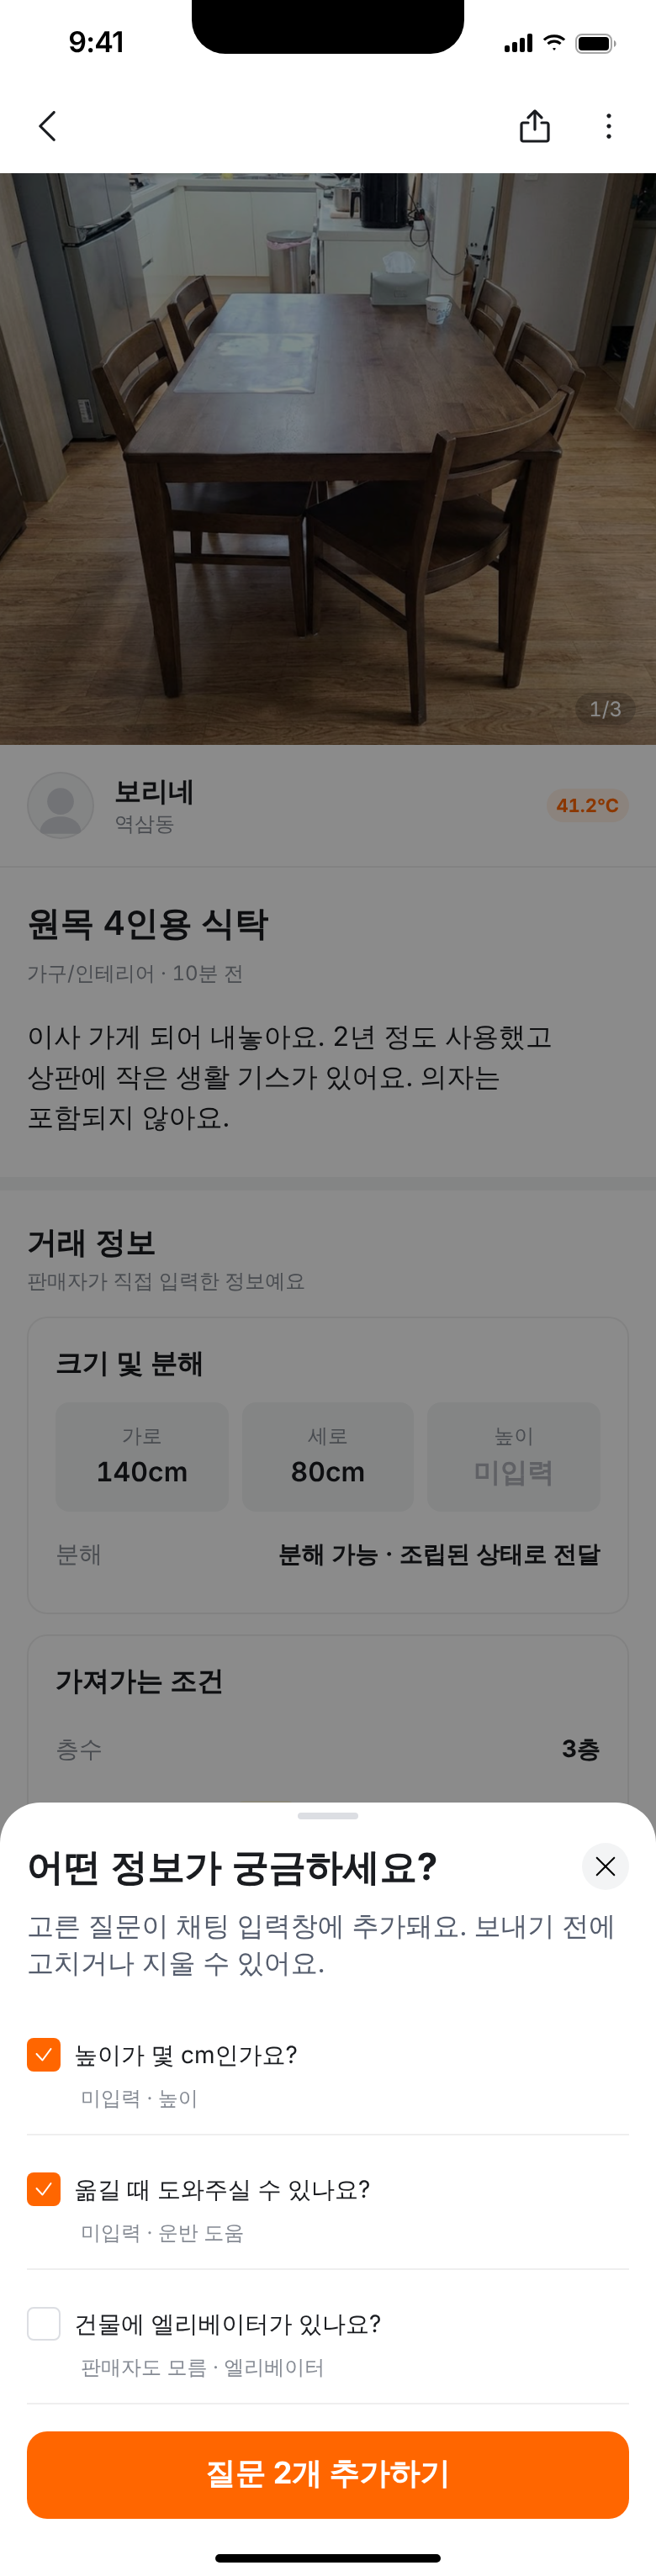 9:41
1/3
보리네
역삼동
41.2°C
원목 4인용 식탁
가구/인테리어 · 10분 전
이사 가게 되어 내놓아요. 2년 정도 사용했고
상판에 작은 생활 기스가 있어요. 의자는
포함되지 않아요.
거래 정보
판매자가 직접 입력한 정보예요
크기 및 분해
가로
140cm
세로
80cm
높이
미입력
분해
분해 가능 · 조립된 상태로 전달
가져가는 조건
층수
3층
어떤 정보가 궁금하세요?
고른 질문이 채팅 입력창에 추가돼요. 보내기 전에
고치거나 지울 수 있어요.
높이가 몇 cm인가요?
미입력 · 높이
옮길 때 도와주실 수 있나요?
미입력 · 운반 도움
건물에 엘리베이터가 있나요?
판매자도 모름 · 엘리베이터
질문 2개 추가하기